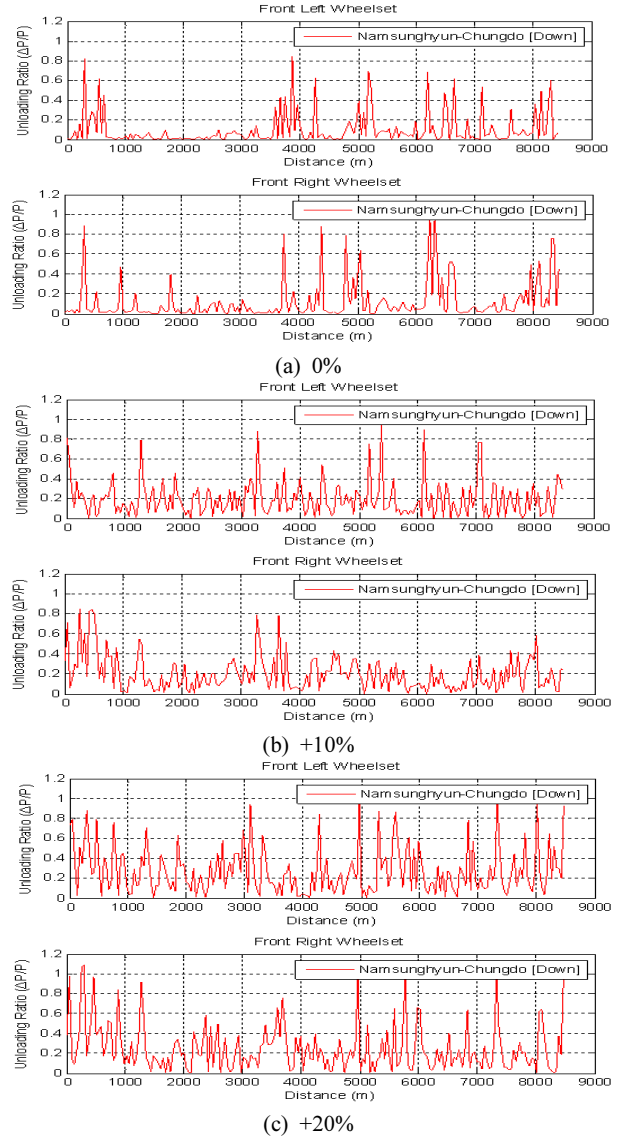 Front Left Wheelset
Unloading Ratio (ΔP/P)
1.2
1
0.8
0.6
0.4
0.2
0
Namsunghyun-Chungdo [Down]
0 1000 2000 3000 4000 5000 6000 7000 8000 9000
Distance (m)
Front Right Wheelset
Unloading Ratio (ΔP/P)
1.2
1
0.8
0.6
0.4
0.2
0
Namsunghyun-Chungdo [Down]
0 1000 2000 3000 4000 5000 6000 7000 8000 9000
Distance (m)
(a) 0%
Front Left Wheelset
Unloading Ratio (ΔP/P)
1.2
1
0.8
0.6
0.4
0.2
0
Namsunghyun-Chungdo [Down]
0 1000 2000 3000 4000 5000 6000 7000 8000 9000
Distance (m)
Front Right Wheelset
Unloading Ratio (ΔP/P)
1.2
1
0.8
0.6
0.4
0.2
0
Namsunghyun-Chungdo [Down]
0 1000 2000 3000 4000 5000 6000 7000 8000 9000
Distance (m)
(b) +10%
Front Left Wheelset
Unloading Ratio (ΔP/P)
1.2
1
0.8
0.6
0.4
0.2
0
Namsunghyun-Chungdo [Down]
0 1000 2000 3000 4000 5000 6000 7000 8000 9000
Distance (m)
Front Right Wheelset
Unloading Ratio (ΔP/P)
1.2
1
0.8
0.6
0.4
0.2
0
Namsunghyun-Chungdo [Down]
0 1000 2000 3000 4000 5000 6000 7000 8000 9000
Distance (m)
(c) +20%